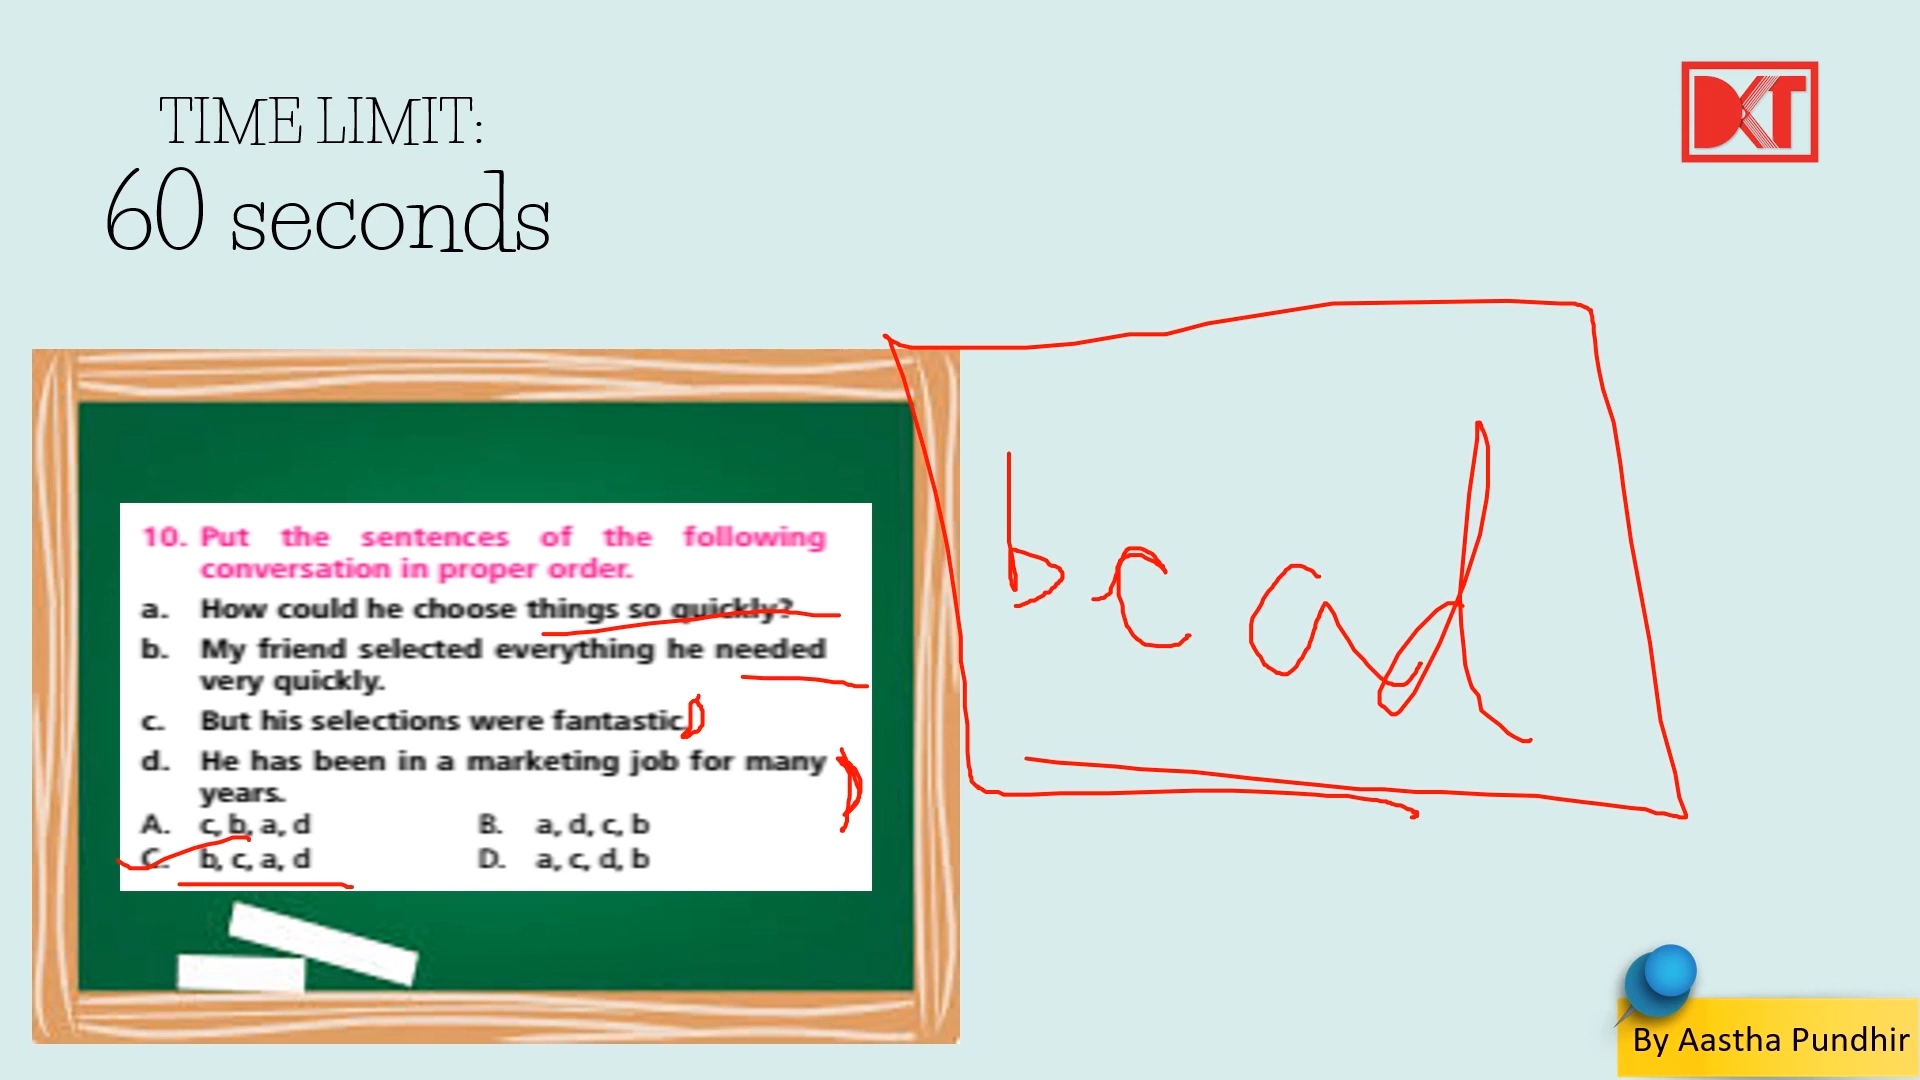 TIME LIMIT:
60 seconds
DKT
10. Put the sentences of the following
conversation in proper order.
a. How could he choose things so quickly?
b. My friend selected everything he needed
very quickly.
c. But his selections were fantastic.
d. He has been in a marketing job for many
years.
A. c, b, a, d B. a, d, c, b
C. b, c, a, d D. a, c, d, b
b c a d
By Aastha Pundhir